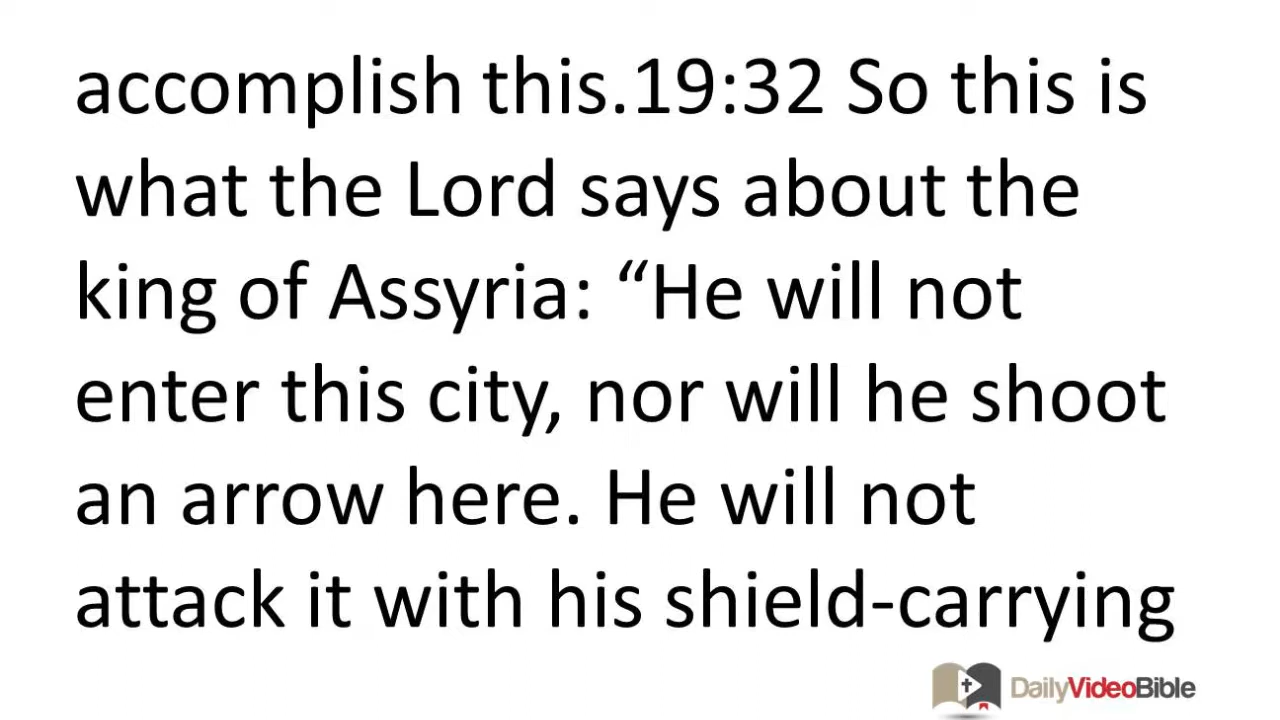 accomplish this.19:32 So this is
what the Lord says about the
king of Assyria: “He will not
enter this city, nor will he shoot
an arrow here. He will not
attack it with his shield-carrying
DailyVideoBible